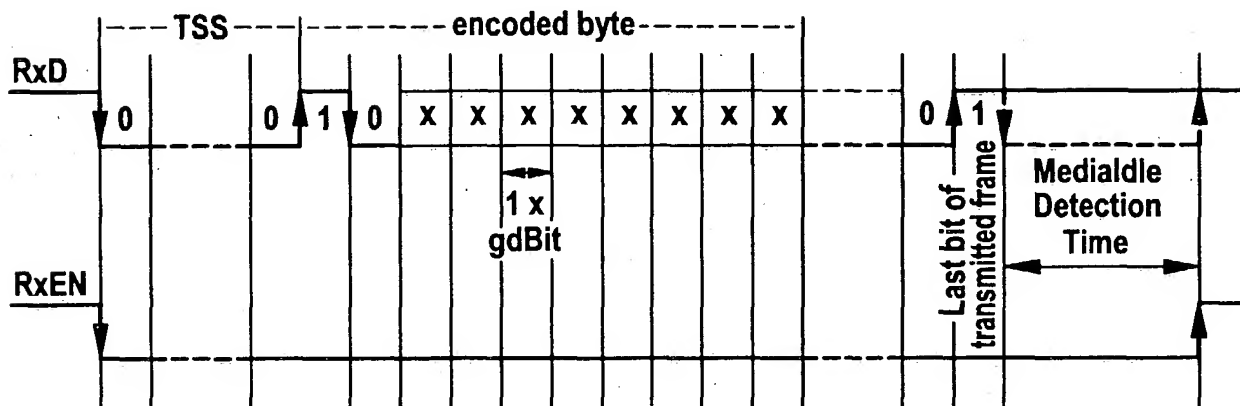 TSS encoded byte
RxD
0 0 1 0 x x x x x x x x 0 1
1 x
gdBit
Last bit of
transmitted frame
MediaIdle
Detection
Time
RxEN